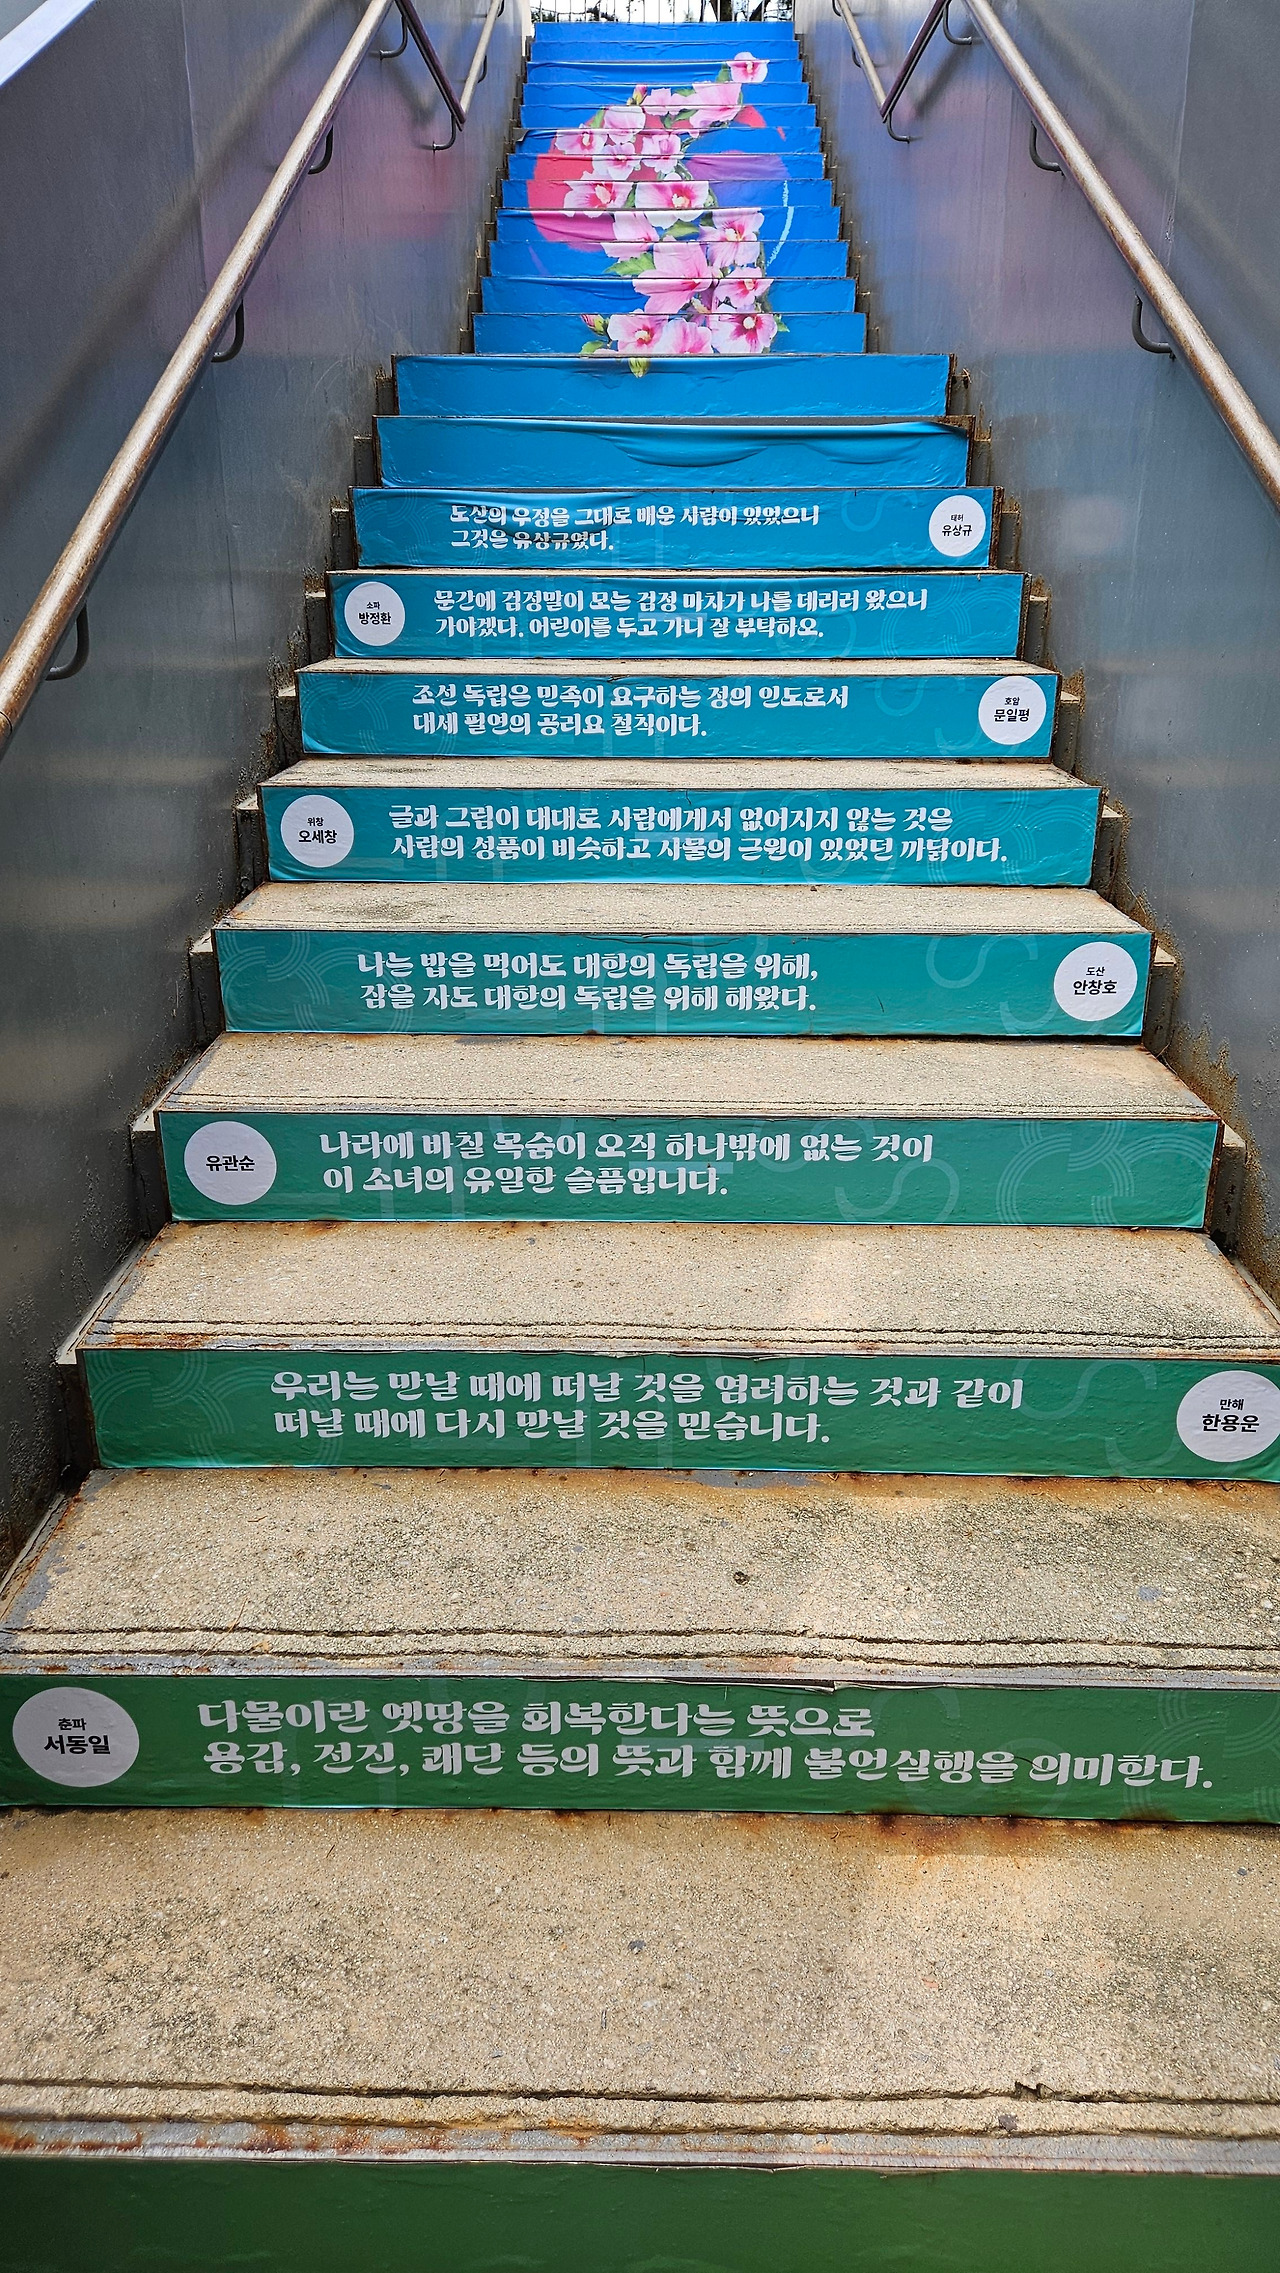 도산의 우정을 그대로 배운 사람이 있었으니
그것은 유상규였다.
태허
유상규
소파
방정환
문간에 검정말이 모는 검정 마차가 나를 데리러 왔으니
가야겠다. 어린이를 두고 가니 잘 부탁하오.
조선 독립은 민족이 요구하는 정의 인도로서
대세 필연의 공리요 철칙이다.
호암
문일평
위창
오세창
글과 그림이 대대로 사람에게서 없어지지 않는 것은
사람의 성품이 비슷하고 사물의 근원이 있었던 까닭이다.
나는 밥을 먹어도 대한의 독립을 위해,
잠을 자도 대한의 독립을 위해 해왔다.
도산
안창호
유관순
나라에 바칠 목숨이 오직 하나밖에 없는 것이
이 소녀의 유일한 슬픔입니다.
우리는 만날 때에 떠날 것을 염려하는 것과 같이
떠날 때에 다시 만날 것을 믿습니다.
만해
한용운
춘파
서동일
다물이란 옛땅을 회복한다는 뜻으로
용감, 전진, 쾌단 등의 뜻과 함께 불언실행을 의미한다.